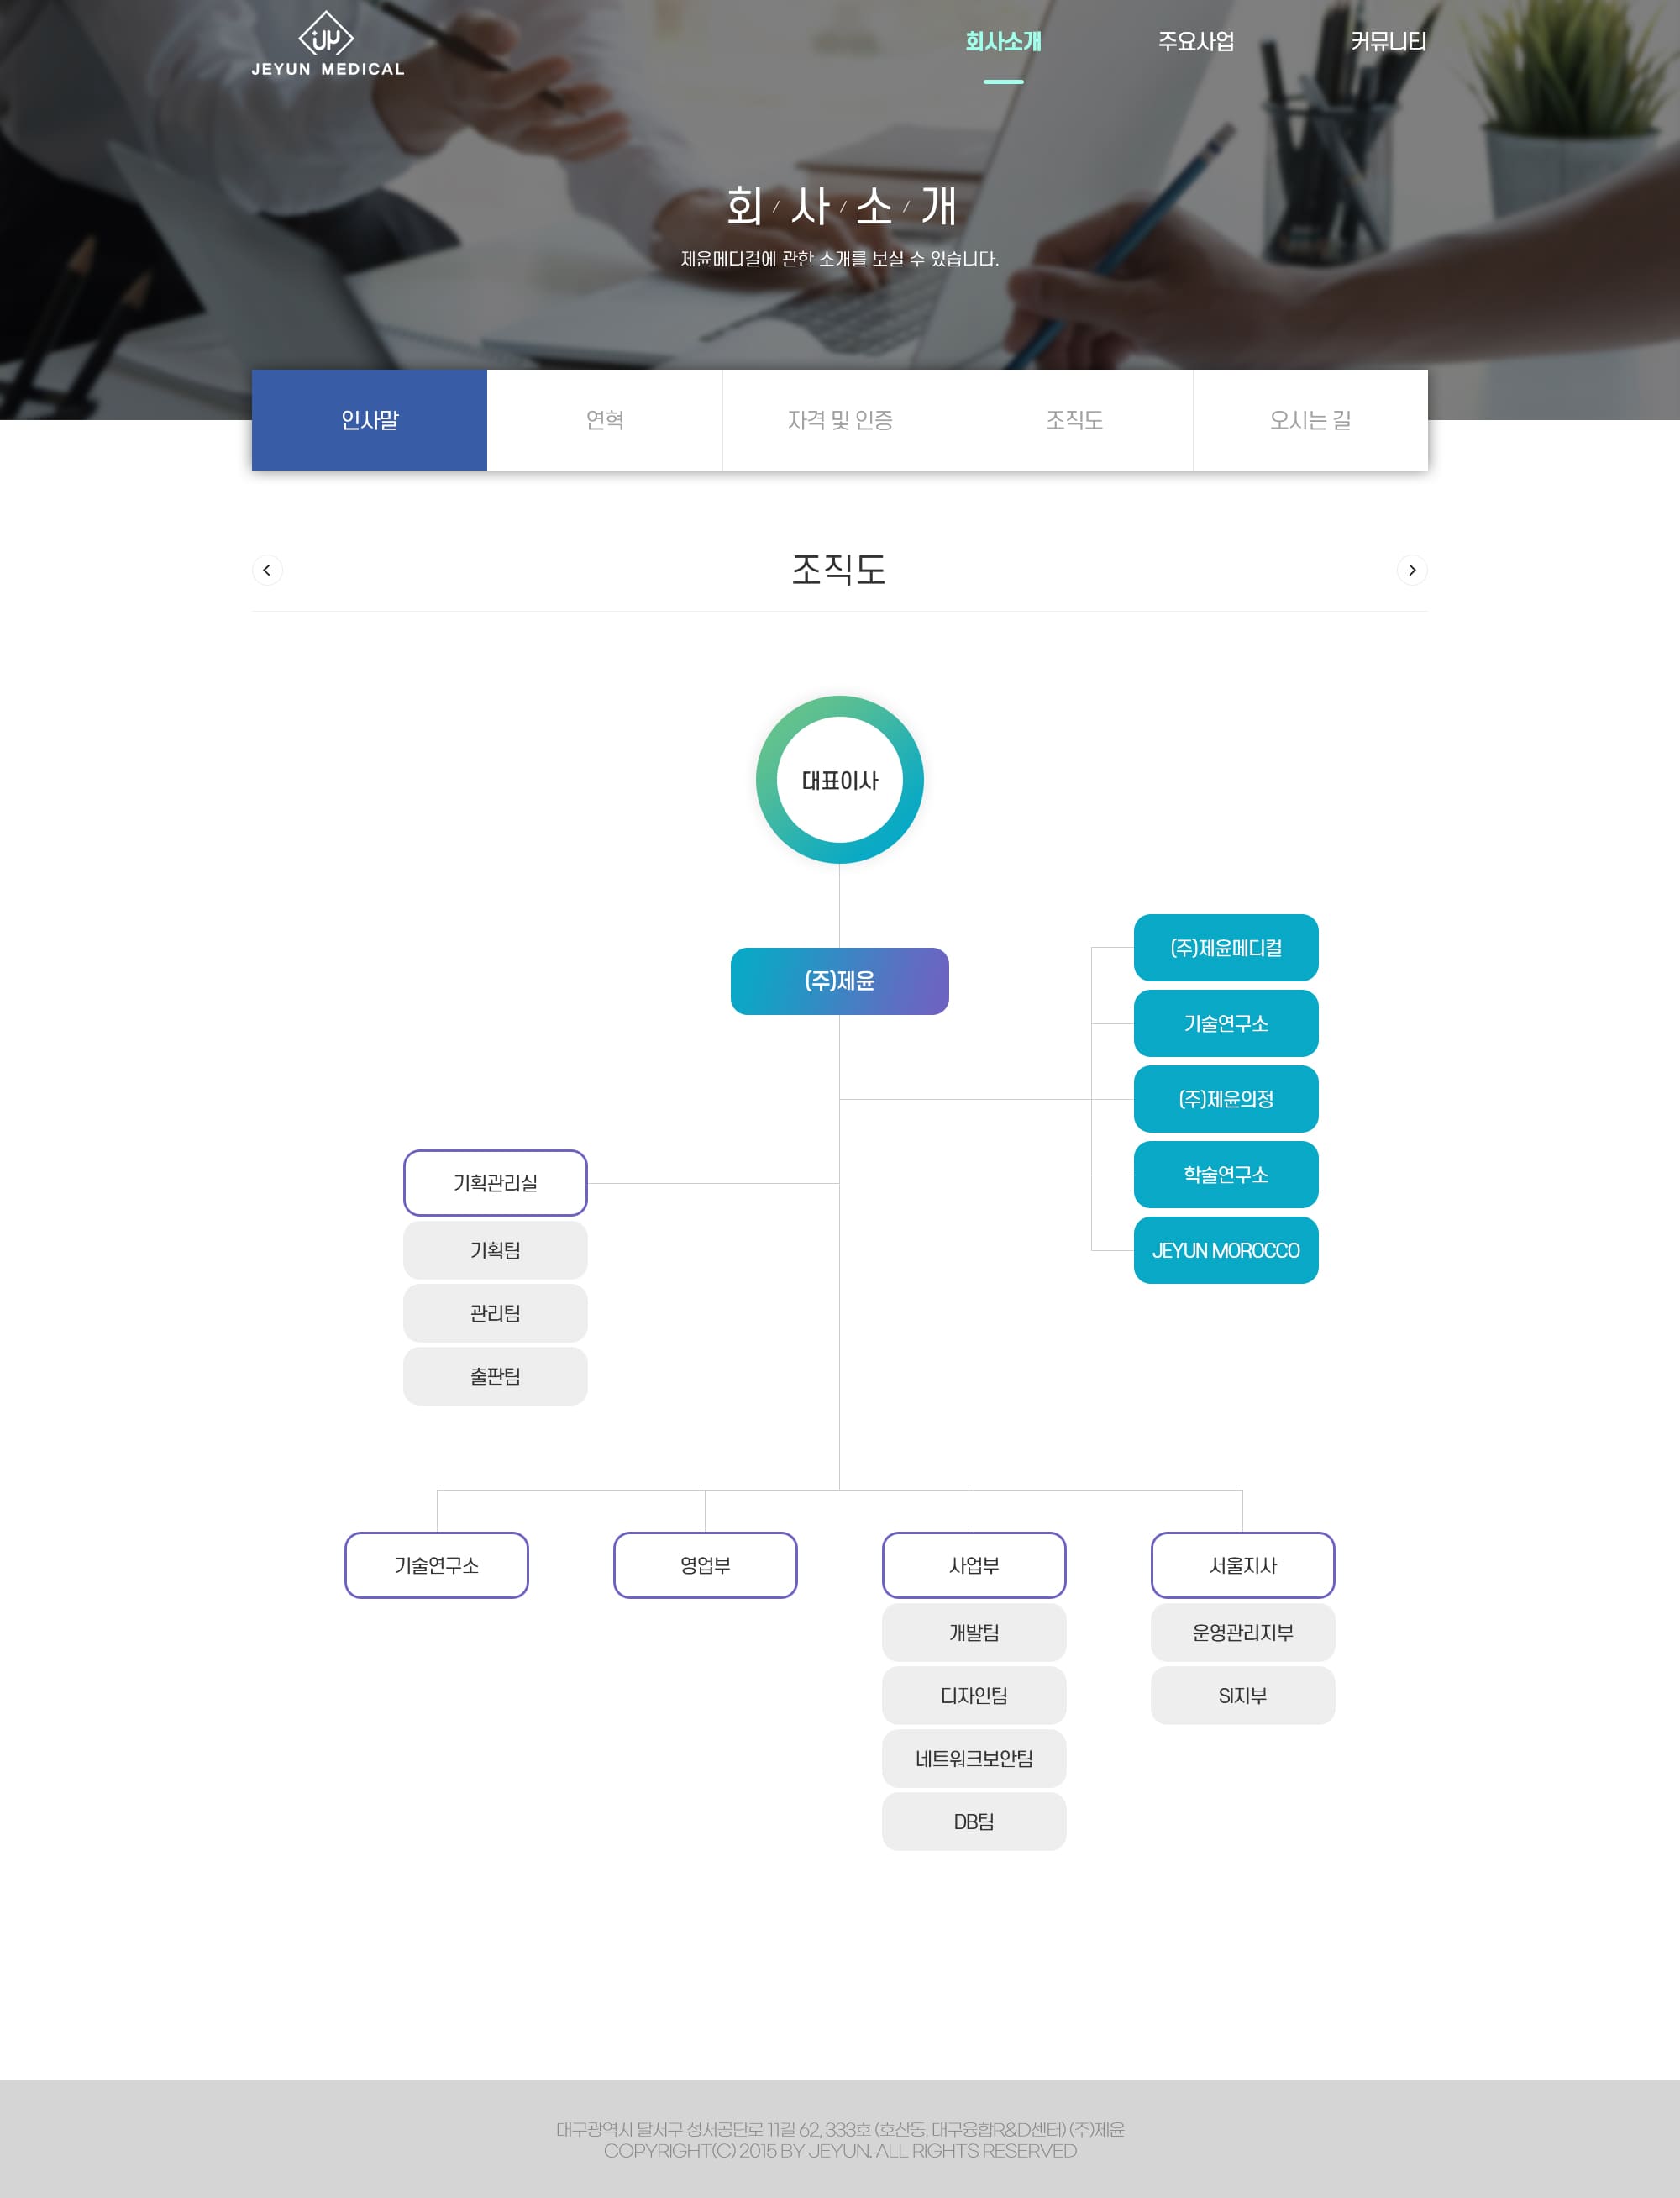 JEYUN MEDICAL
회사소개
주요사업
커뮤니티
회 / 사 / 소 / 개
제윤메디컬에 관한 소개를 보실 수 있습니다.
인사말
연혁
자격 및 인증
조직도
오시는 길
조직도
대표이사
(주)제윤
(주)제윤메디컬
기술연구소
(주)제윤의정
학술연구소
JEYUN MOROCCO
기획관리실
기획팀
관리팀
출판팀
기술연구소
영업부
사업부
개발팀
디자인팀
네트워크보안팀
DB팀
서울지사
운영관리지부
SI지부
대구광역시 달서구 성서공단로 11길 62, 333호 (호산동, 대구융합R&D센터) (주)제윤
COPYRIGHT(C) 2015 BY JEYUN. ALL RIGHTS RESERVED